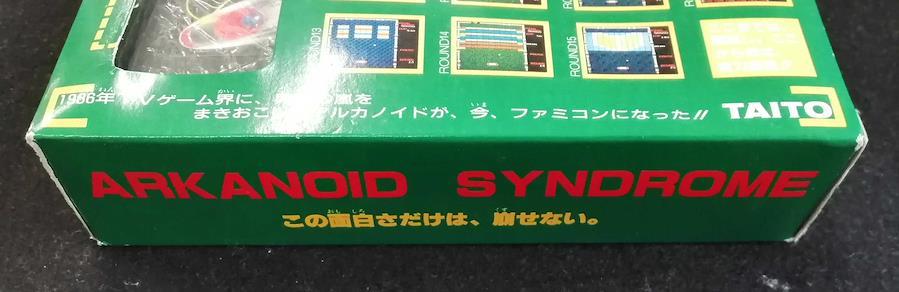 ROUND13
ROUND14
ROUND15
1986年 Vゲーム界に、 嵐を
まきおこ ルカノイドが、今、ファミコンになった!!
TAITO
ARKANOID SYNDROME
この面白さだけは、崩せない。